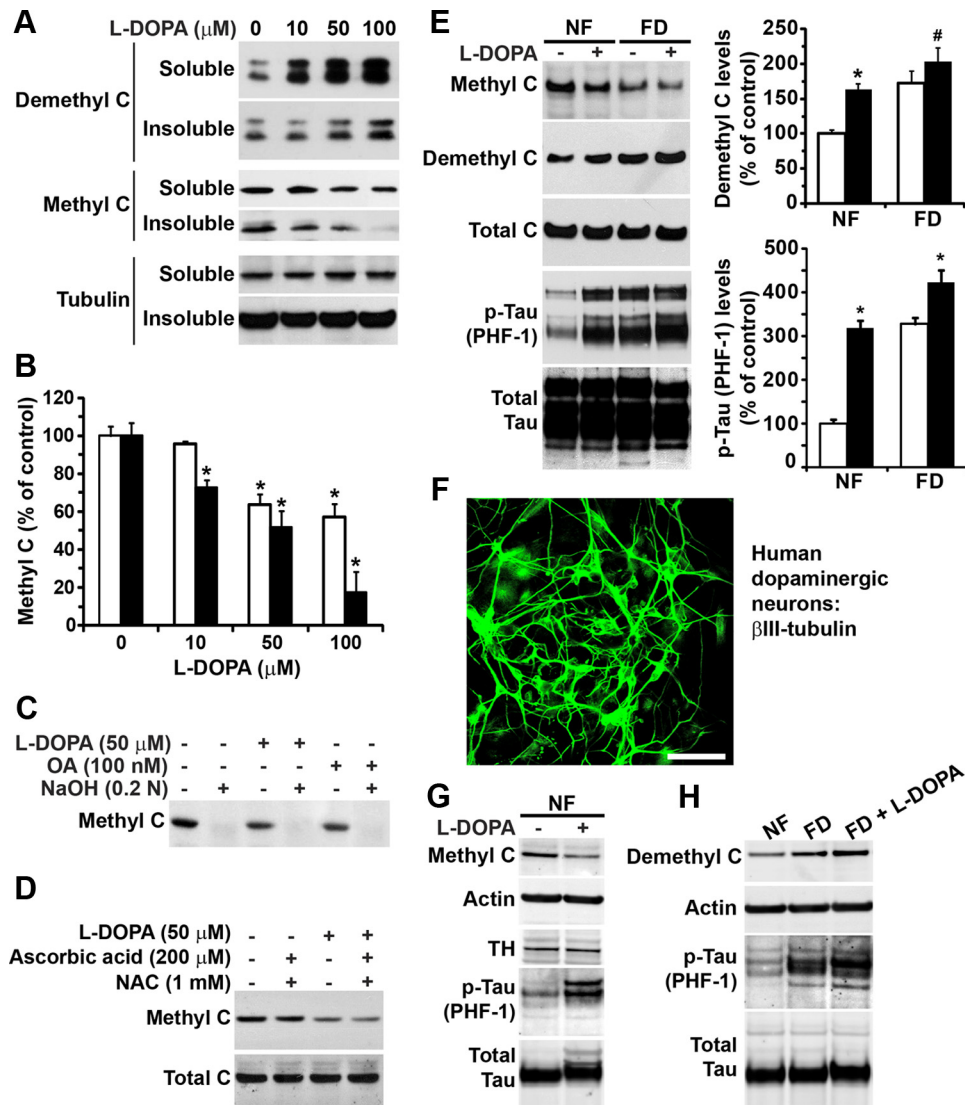 A
L-DOPA (μM) 0 10 50 100
Demethyl C
Soluble
Insoluble
Methyl C
Soluble
Insoluble
Tubulin
Soluble
Insoluble
B
Methyl C (% of control)
120
100
80
60
40
20
0
* * * * *
0 10 50 100
L-DOPA (μM)
C
L-DOPA (50 μM) - - + + - -
OA (100 nM) - - - - + +
NaOH (0.2 N) - + - + - +
Methyl C
D
L-DOPA (50 μM) - - + +
Ascorbic acid (200 μM) - + - +
NAC (1 mM) - + - +
Methyl C
Total C
E
NF FD
L-DOPA - + - +
Methyl C
Demethyl C
Total C
p-Tau
(PHF-1)
Total
Tau
Demethyl C levels
(% of control)
250
200
150
100
50
0
* #
NF FD
p-Tau (PHF-1) levels
(% of control)
500
400
300
200
100
0
* *
NF FD
F
Human
dopaminergic
neurons:
βIII-tubulin
G
NF
L-DOPA - +
Methyl C
Actin
TH
p-Tau
(PHF-1)
Total
Tau
H
NF FD FD + L-DOPA
Demethyl C
Actin
p-Tau
(PHF-1)
Total
Tau